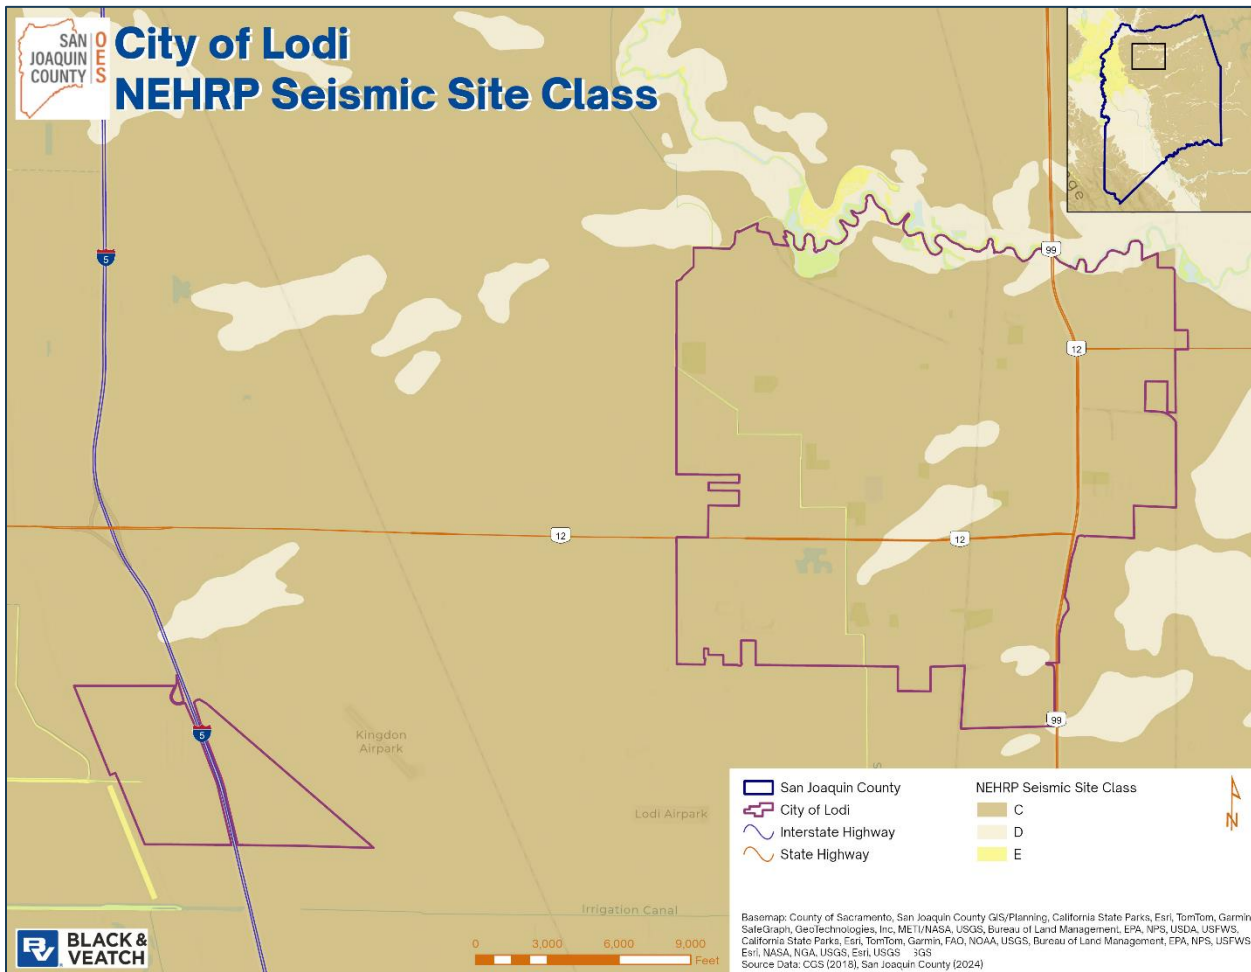 SAN
JOAQUIN
COUNTY
OES
City of Lodi
NEHRP Seismic Site Class
5
99
12
12
12
5
99
Kingdon
Airpark
Lodi Airpark
Irrigation Canal
San Joaquin County
City of Lodi
Interstate Highway
State Highway
NEHRP Seismic Site Class
C
D
E
N
Basemap: County of Sacramento, San Joaquin County GIS/Planning, California State Parks, Esri, TomTom, Garmin
SafeGraph, GeoTechnologies, Inc, METI/NASA, USGS, Bureau of Land Management, EPA, NPS, USDA, USFWS,
California State Parks, Esri, TomTom, Garmin, FAO, NOAA, USGS, Bureau of Land Management, EPA, NPS, USFWS
Esri, NASA, NGA, USGS, Esri, USGS
Source Data: CGS (2018), San Joaquin County (2024)
BV
BLACK &
VEATCH
0 3,000 6,000 9,000
Feet